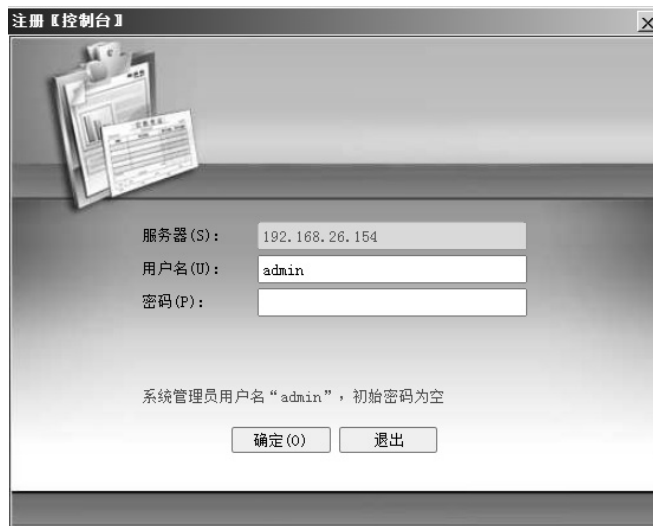 注册〖控制台〗
服务器(S)：
192.168.26.154
用户名(U)：
admin
密码(P)：
系统管理员用户名“admin”，初始密码为空
确定(O)
退出